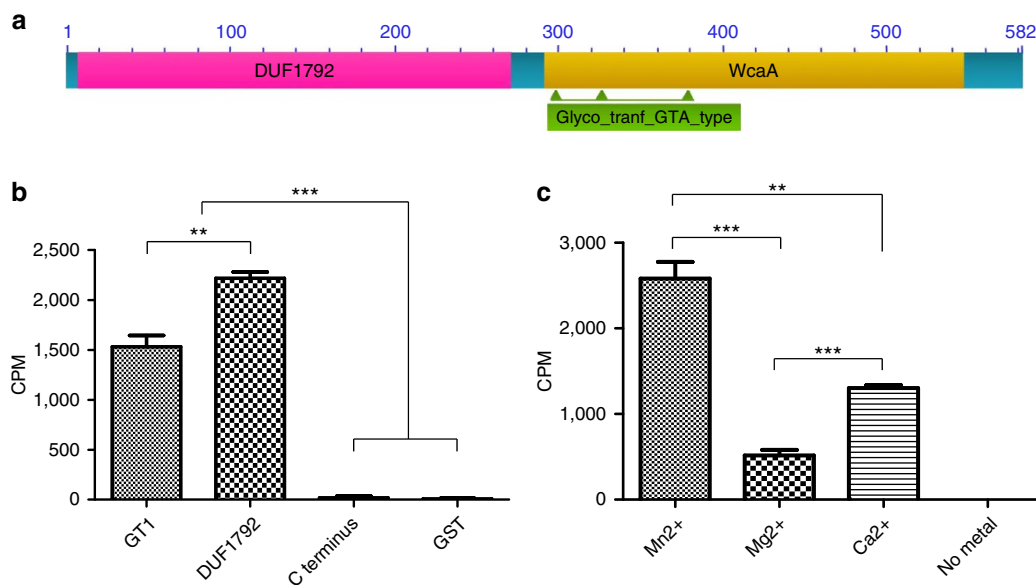 a
1 100 200 300 400 500 582
DUF1792 WcaA
Glyco_tranf_GTA_type
b
***
**
2,500
2,000
1,500
1,000
500
0
CPM
GT1 DUF1792 C terminus GST
c
**
***
***
3,000
2,000
1,000
0
CPM
Mn2+ Mg2+ Ca2+ No metal